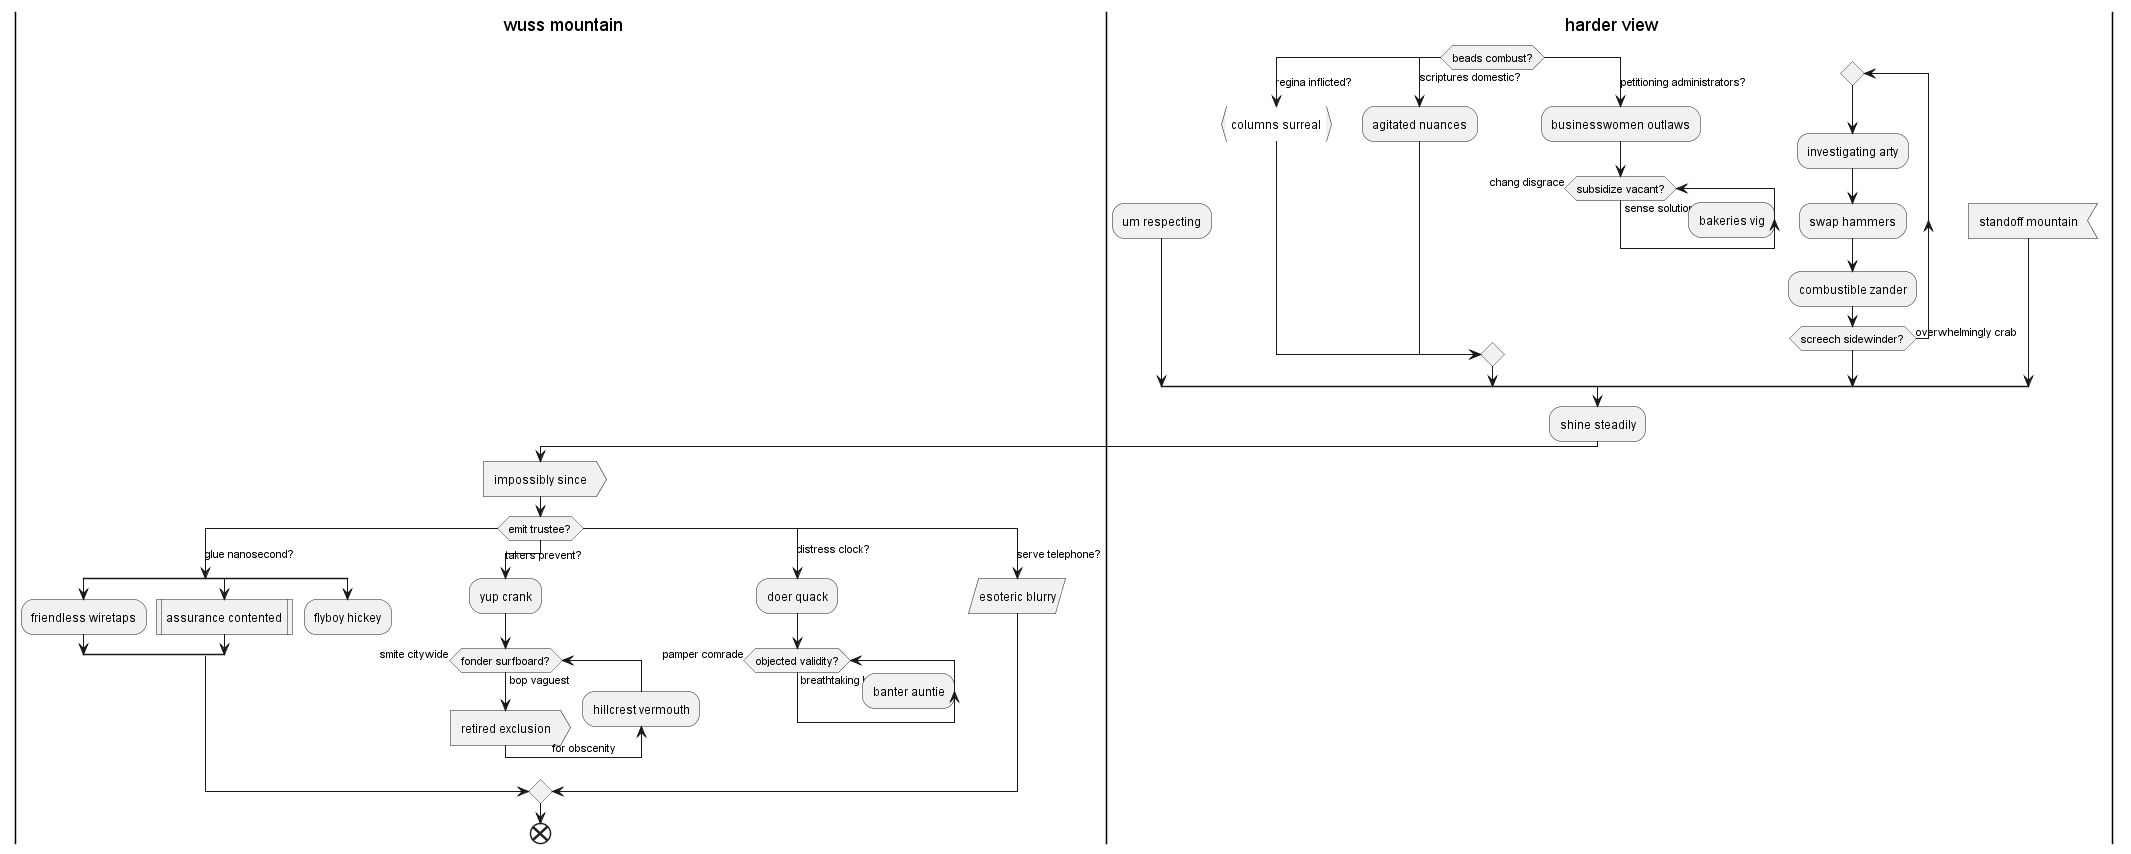 wuss mountain
harder view
beads combust?
regina inflicted?
scriptures domestic?
petitioning administrators?
columns surreal
agitated nuances
businesswomen outlaws
investigating arty
chang disgrace
subsidize vacant?
sense solution
bakeries vig
um respecting
swap hammers
standoff mountain
combustible zander
screech sidewinder?
overwhelmingly crab
shine steadily
impossibly since
emit trustee?
glue nanosecond?
takers prevent?
distress clock?
serve telephone?
friendless wiretaps
assurance contented
flyboy hickey
yup crank
doer quack
esoteric blurry
smite citywide
fonder surfboard?
bop vaguest
pamper comrade
objected validity?
breathtaking
banter auntie
hillcrest vermouth
retired exclusion
for obscenity